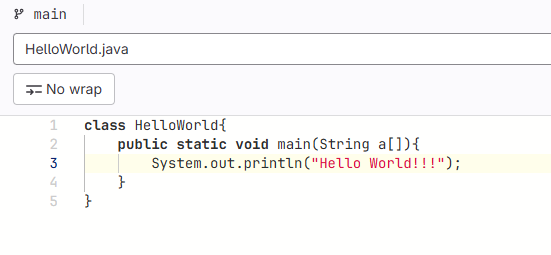 main
HelloWorld.java
No wrap
1 class HelloWorld{
2 public static void main(String a[]){
3 System.out.println("Hello World!!!");
4 }
5 }